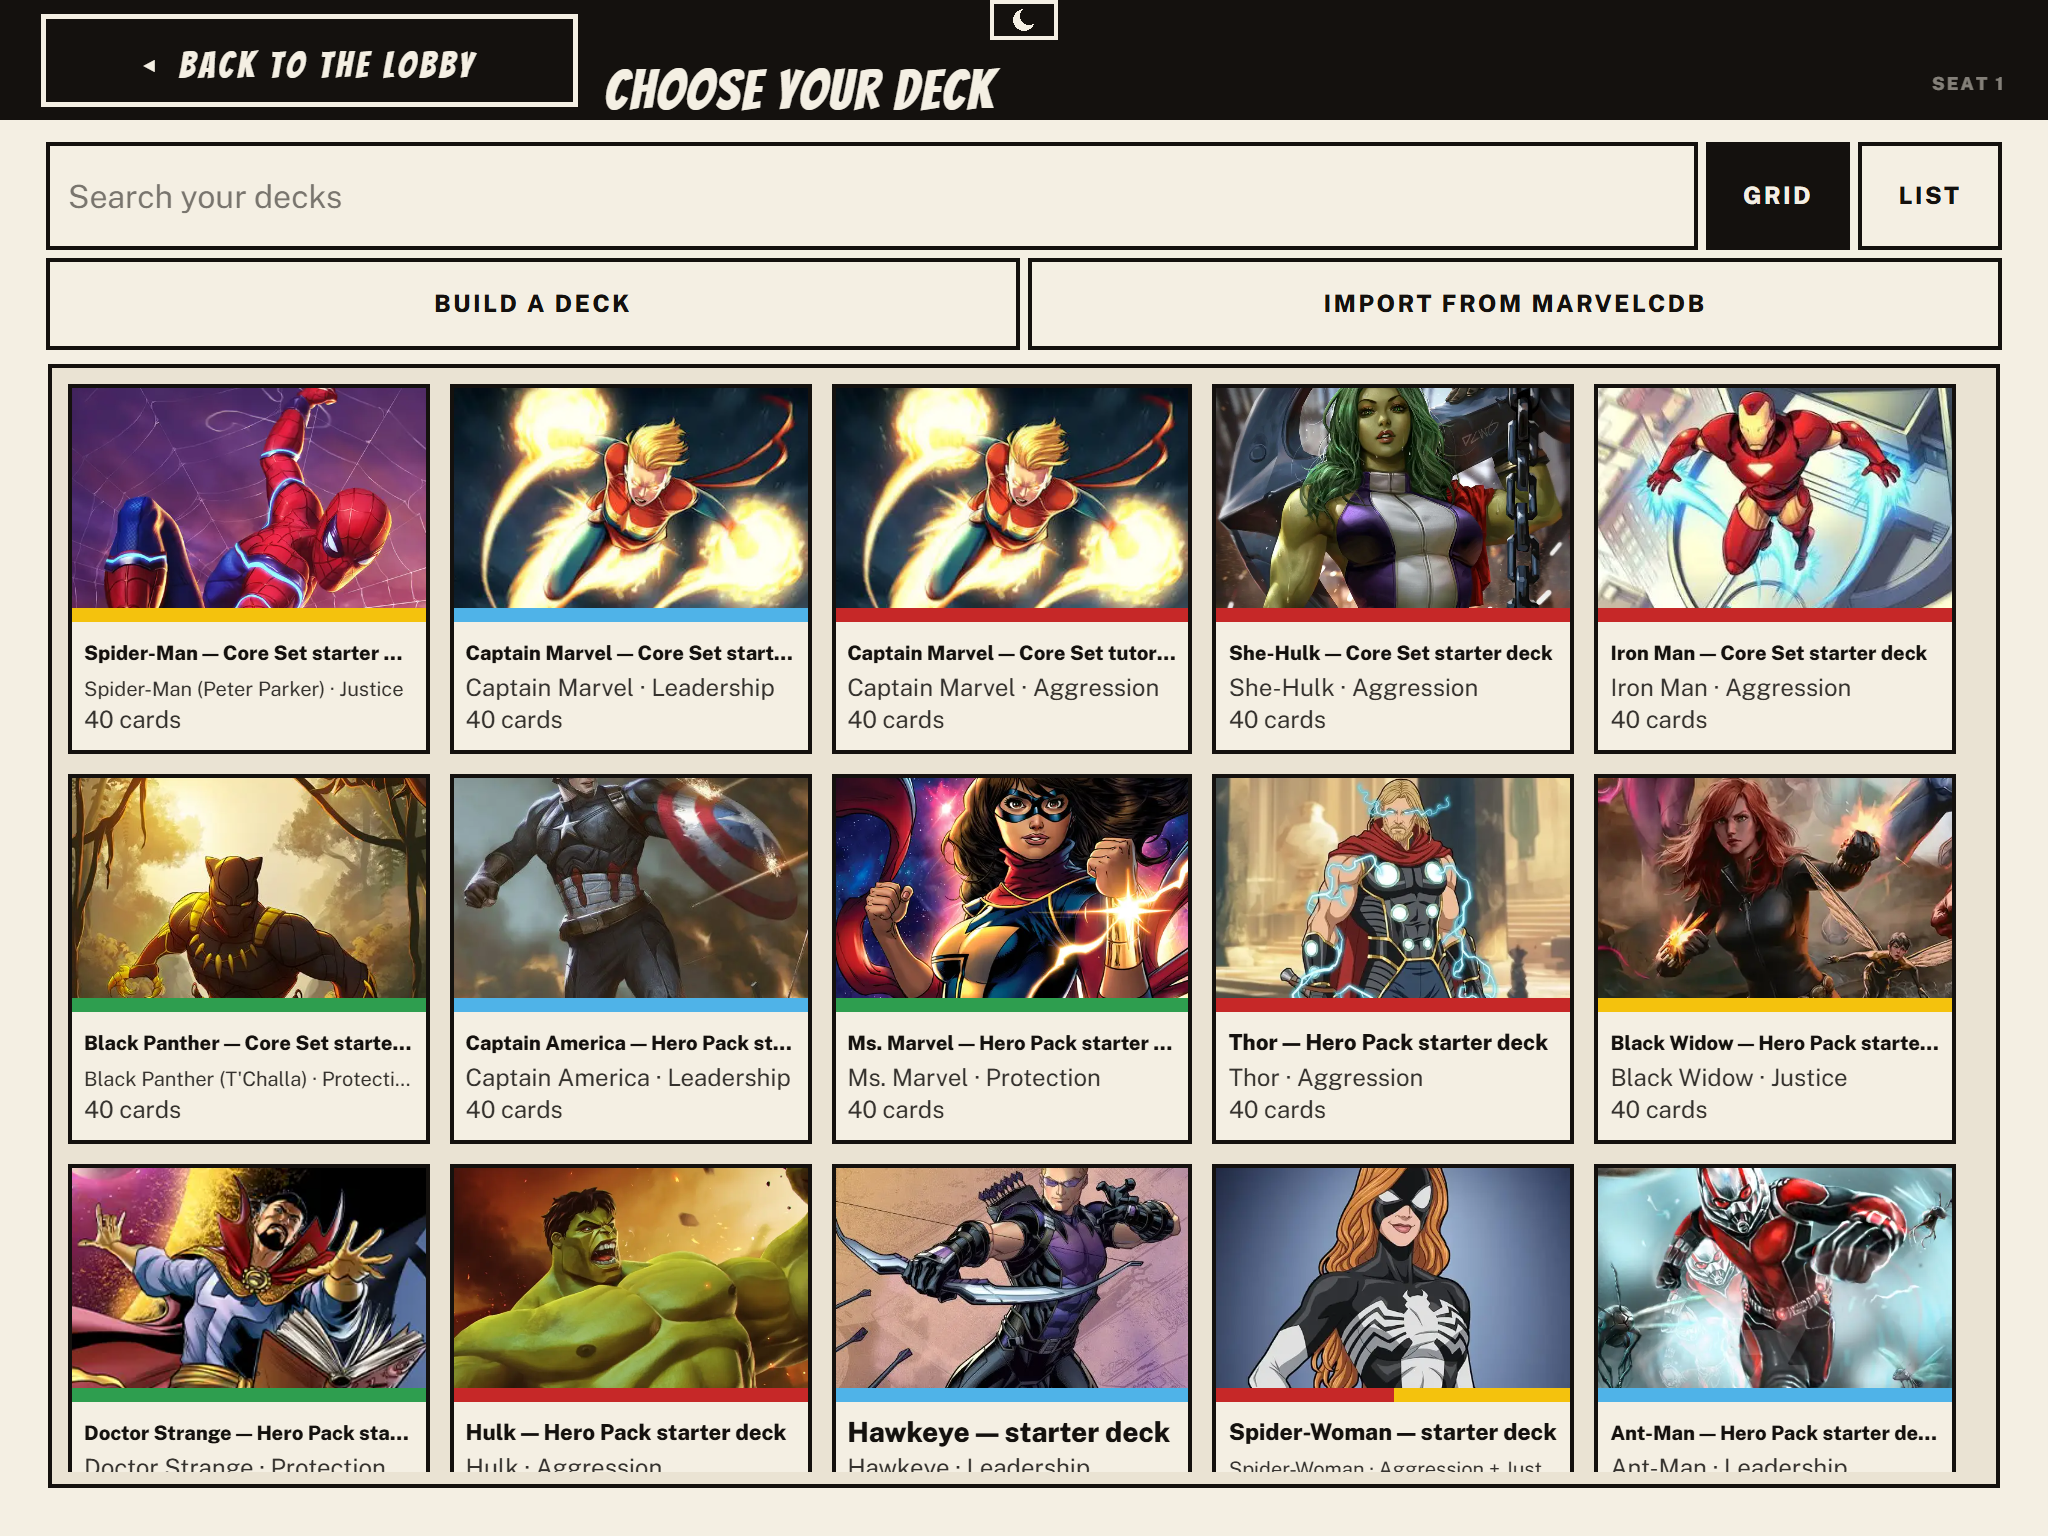 ◂ BACK TO THE LOBBY
CHOOSE YOUR DECK
SEAT 1
Search your decks
GRID
LIST
BUILD A DECK
IMPORT FROM MARVELCDB
Spider-Man — Core Set starter ...
Spider-Man (Peter Parker) · Justice
40 cards
Captain Marvel — Core Set start...
Captain Marvel · Leadership
40 cards
Captain Marvel — Core Set tutor...
Captain Marvel · Aggression
40 cards
She-Hulk — Core Set starter deck
She-Hulk · Aggression
40 cards
Iron Man — Core Set starter deck
Iron Man · Aggression
40 cards
Black Panther — Core Set starte...
Black Panther (T'Challa) · Protecti...
40 cards
Captain America — Hero Pack st...
Captain America · Leadership
40 cards
Ms. Marvel — Hero Pack starter ...
Ms. Marvel · Protection
40 cards
Thor — Hero Pack starter deck
Thor · Aggression
40 cards
Black Widow — Hero Pack starte...
Black Widow · Justice
40 cards
Doctor Strange — Hero Pack sta...
Doctor Strange · Protection
Hulk — Hero Pack starter deck
Hulk · Aggression
Hawkeye — starter deck
Hawkeye · Leadership
Spider-Woman — starter deck
Spider-Woman · Aggression + Just...
Ant-Man — Hero Pack starter de...
Ant-Man · Leadership